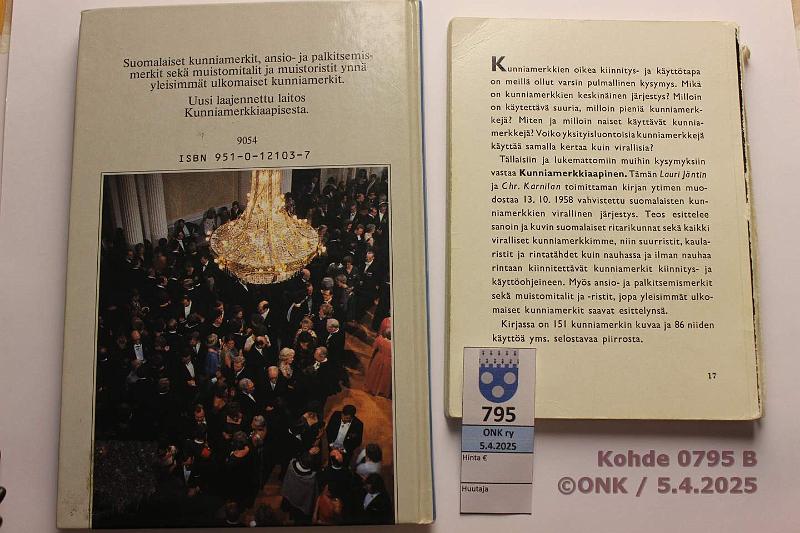 Suomalaiset kunniamerkit, ansio- ja palkitsemis-
merkit sekä muistomitalit ja muistoristit ynnä
yleisimmät ulkomaiset kunniamerkit.
Uusi laajennettu laitos
Kunniamerkkiaapisesta.
9054
ISBN 951-0-12103-7
Kunniamerkkien oikea kiinnitys- ja käyttötapa
on meillä ollut varsin pulmallinen kysymys. Mikä
on kunniamerkkien keskinäinen järjestys? Milloin
on käytettävä suuria, milloin pieniä kunniamerk-
kejä? Miten ja milloin naiset käyttävät kunnia-
merkkejä? Voiko yksityisluontoisia kunniamerkkejä
käyttää samalla kertaa kuin virallisia?
Tällaisiin ja lukemattomiin muihin kysymyksiin
vastaa Kunniamerkkiaapinen. Tämän Lauri Jäntin
ja Chr. Karnilan toimittaman kirjan ytimen muo-
dostaa 13. 10. 1958 vahvistettu suomalaisten kun-
niamerkkien virallinen järjestys. Teos esittelee
sanoin ja kuvin suomalaiset ritarikunnat sekä kaikki
viralliset kunniamerkkimme, niin suurristit, kaula-
ristit ja rintatähdet kuin nauhassa ja ilman nauhaa
rintaan kiinnitettävät kunniamerkit kiinnitys- ja
käyttöohjeineen. Myös ansio- ja palkitsemismerkit
sekä muistomitalit ja -ristit, jopa yleisimmät ulko-
maiset kunniamerkit saavat esittelynsä.
Kirjassa on 151 kunniamerkin kuvaa ja 86 niiden
käyttöä yms. selostavaa piirrosta.
17
795
ONK ry
5.4.2025
Hinta €
Huutaja
Kohde 0795 B
©ONK / 5.4.2025